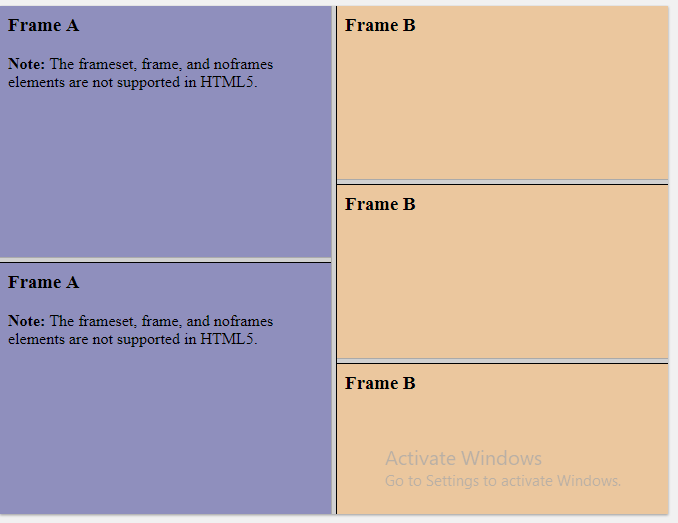 Frame A
Note: The frameset, frame, and noframes
elements are not supported in HTML5.
Frame A
Note: The frameset, frame, and noframes
elements are not supported in HTML5.
Frame B
Frame B
Frame B
Activate Windows
Go to Settings to activate Windows.